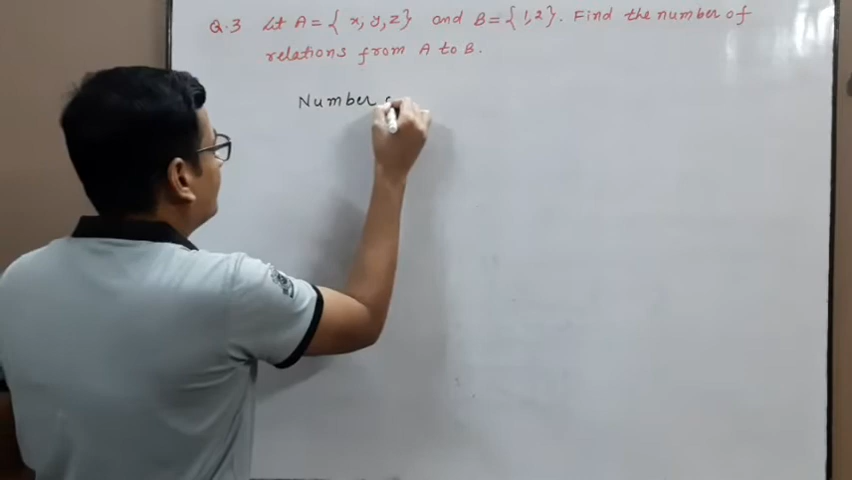 Q.3 Let A = { x, y, z } and B = { 1, 2 }. Find the number of
relations from A to B.
Number